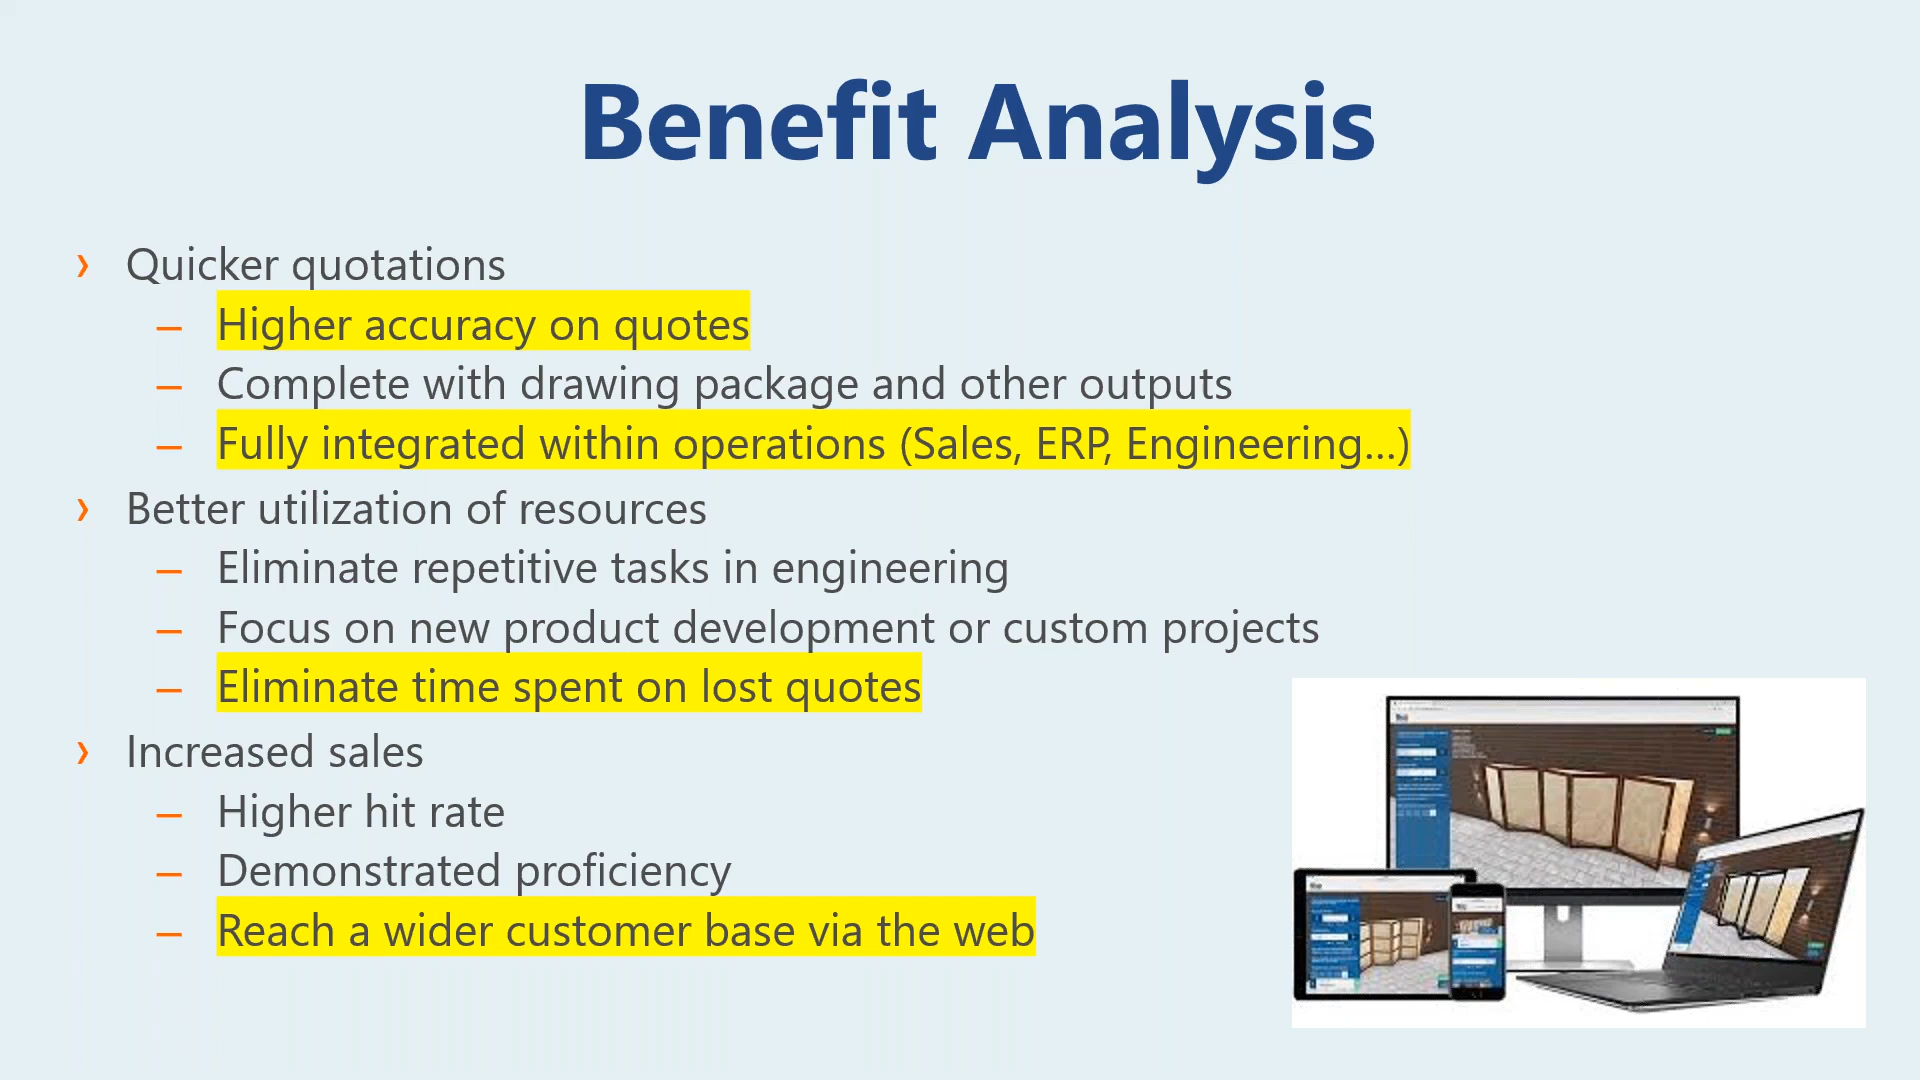 Benefit Analysis
› Quicker quotations
– Higher accuracy on quotes
– Complete with drawing package and other outputs
– Fully integrated within operations (Sales, ERP, Engineering...)
› Better utilization of resources
– Eliminate repetitive tasks in engineering
– Focus on new product development or custom projects
– Eliminate time spent on lost quotes
› Increased sales
– Higher hit rate
– Demonstrated proficiency
– Reach a wider customer base via the web